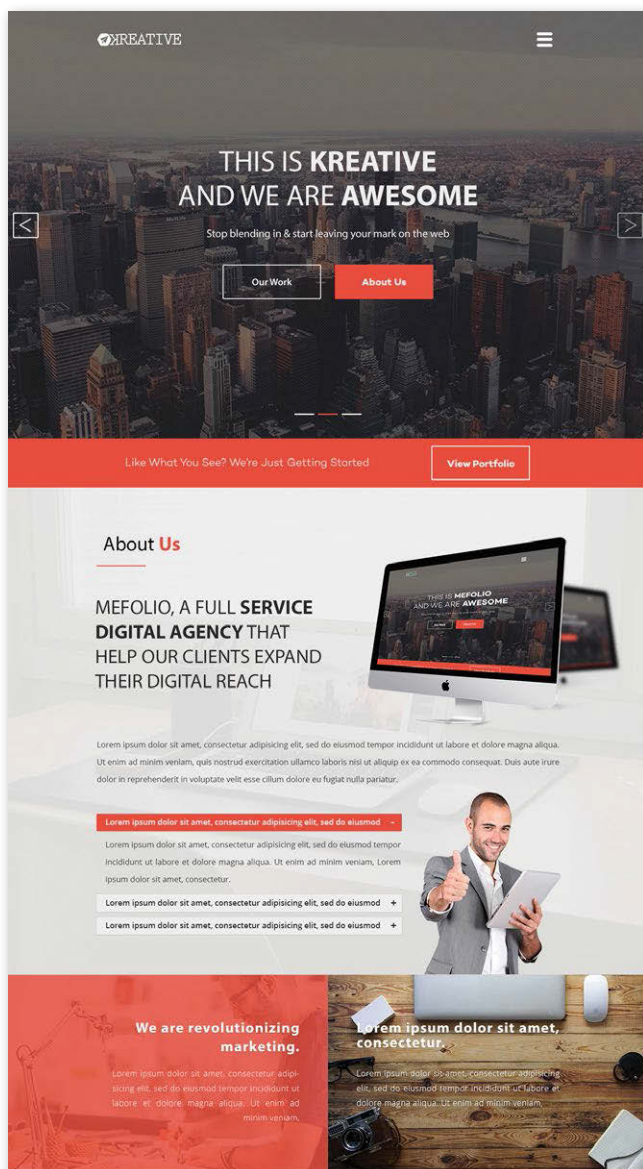 KREATIVE
THIS IS KREATIVE
AND WE ARE AWESOME
<
>
Stop blending in & start leaving your mark on the web
Our Work
About Us
Like What You See? We're Just Getting Started
View Portfolio
About Us
MEFOLIO, A FULL SERVICE
DIGITAL AGENCY THAT
HELP OUR CLIENTS EXPAND
THEIR DIGITAL REACH
THIS IS MEFOLIO
AND WE ARE AWESOME
Lorem ipsum dolor sit amet, consectetur adipisicing elit, sed do eiusmod tempor incididunt ut labore et dolore magna aliqua.
Ut enim ad minim veniam, quis nostrud exercitation ullamco laboris nisi ut aliquip ex ea commodo consequat. Duis aute irure
dolor in reprehenderit in voluptate velit esse cillum dolore eu fugiat nulla pariatur.
Lorem ipsum dolor sit amet, consectetur adipisicing elit, sed do eiusmod -
Lorem ipsum dolor sit amet, consectetur adipisicing elit, sed do eiusmod tempor
incididunt ut labore et dolore magna aliqua. Ut enim ad minim veniam, Lorem
ipsum dolor sit amet, consectetur.
Lorem ipsum dolor sit amet, consectetur adipisicing elit, sed do eiusmod +
Lorem ipsum dolor sit amet, consectetur adipisicing elit, sed do eiusmod +
We are revolutionizing
marketing.
Lorem ipsum dolor sit amet, consectetur adipi-
sicing elit, sed do eiusmod tempor incididunt ut
labore et dolore magna aliqua. Ut enim ad
minim veniam,
Lorem ipsum dolor sit amet,
consectetur.
Lorem ipsum dolor sit amet, consectetur adipi-
sicing elit, sed do eiusmod tempor incididunt ut
labore et dolore magna aliqua. Ut enim ad
minim veniam,